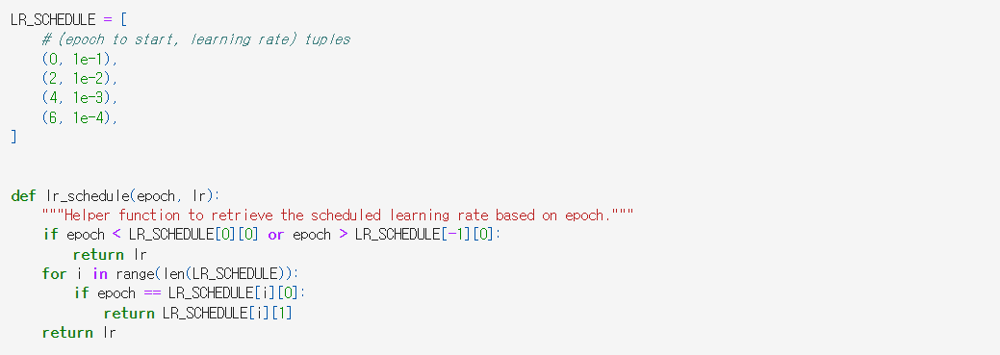 LR_SCHEDULE = [
    # (epoch to start, learning rate) tuples
    (0, 1e-1),
    (2, 1e-2),
    (4, 1e-3),
    (6, 1e-4),
]
def lr_schedule(epoch, lr):
    """Helper function to retrieve the scheduled learning rate based on epoch."""
    if epoch < LR_SCHEDULE[0][0] or epoch > LR_SCHEDULE[-1][0]:
        return lr
    for i in range(len(LR_SCHEDULE)):
        if epoch == LR_SCHEDULE[i][0]:
            return LR_SCHEDULE[i][1]
    return lr